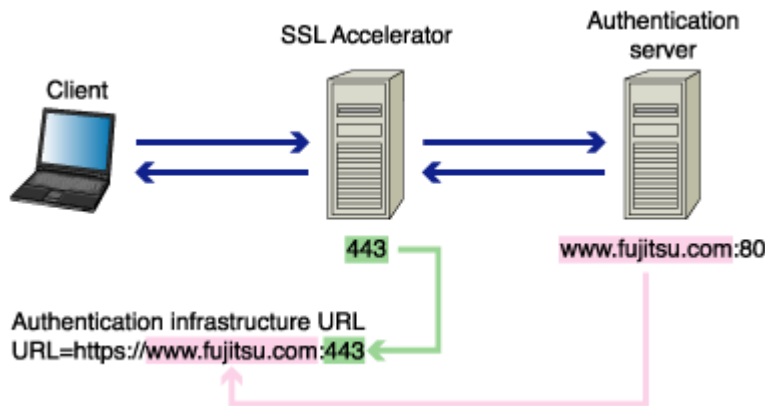 SSL Accelerator
Authentication
server
Client
443
www.fujitsu.com:80
Authentication infrastructure URL
URL=https://www.fujitsu.com:443